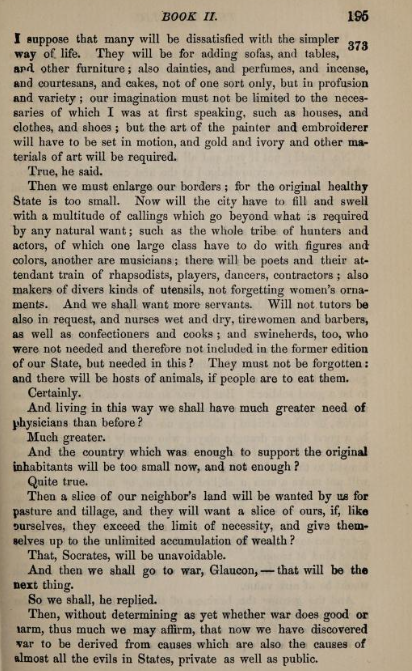 BOOK II. 195
I suppose that many will be dissatisfied with the simpler
373
way of life. They will be for adding sofas, and tables,
and other furniture; also dainties, and perfumes, and incense,
and courtesans, and cakes, not of one sort only, but in profusion
and variety; our imagination must not be limited to the neces-
saries of which I was at first speaking, such as houses, and
clothes, and shoes; but the art of the painter and embroiderer
will have to be set in motion, and gold and ivory and other ma-
terials of art will be required.
True, he said.
Then we must enlarge our borders; for the original healthy
State is too small. Now will the city have to fill and swell
with a multitude of callings which go beyond what is required
by any natural want; such as the whole tribe of hunters and
actors, of which one large class have to do with figures and
colors, another are musicians; there will be poets and their at-
tendant train of rhapsodists, players, dancers, contractors; also
makers of divers kinds of utensils, not forgetting women's orna-
ments. And we shall want more servants. Will not tutors be
also in request, and nurses wet and dry, tirewomen and barbers,
as well as confectioners and cooks; and swineherds, too, who
were not needed and therefore not included in the former edition
of our State, but needed in this? They must not be forgotten:
and there will be hosts of animals, if people are to eat them.
Certainly.
And living in this way we shall have much greater need of
physicians than before?
Much greater.
And the country which was enough to support the original
inhabitants will be too small now, and not enough?
Quite true.
Then a slice of our neighbor's land will be wanted by us for
pasture and tillage, and they will want a slice of ours, if, like
ourselves, they exceed the limit of necessity, and give them-
selves up to the unlimited accumulation of wealth?
That, Socrates, will be unavoidable.
And then we shall go to war, Glaucon, — that will be the
next thing.
So we shall, he replied.
Then, without determining as yet whether war does good or
harm, thus much we may affirm, that now we have discovered
war to be derived from causes which are also the causes of
almost all the evils in States, private as well as public.